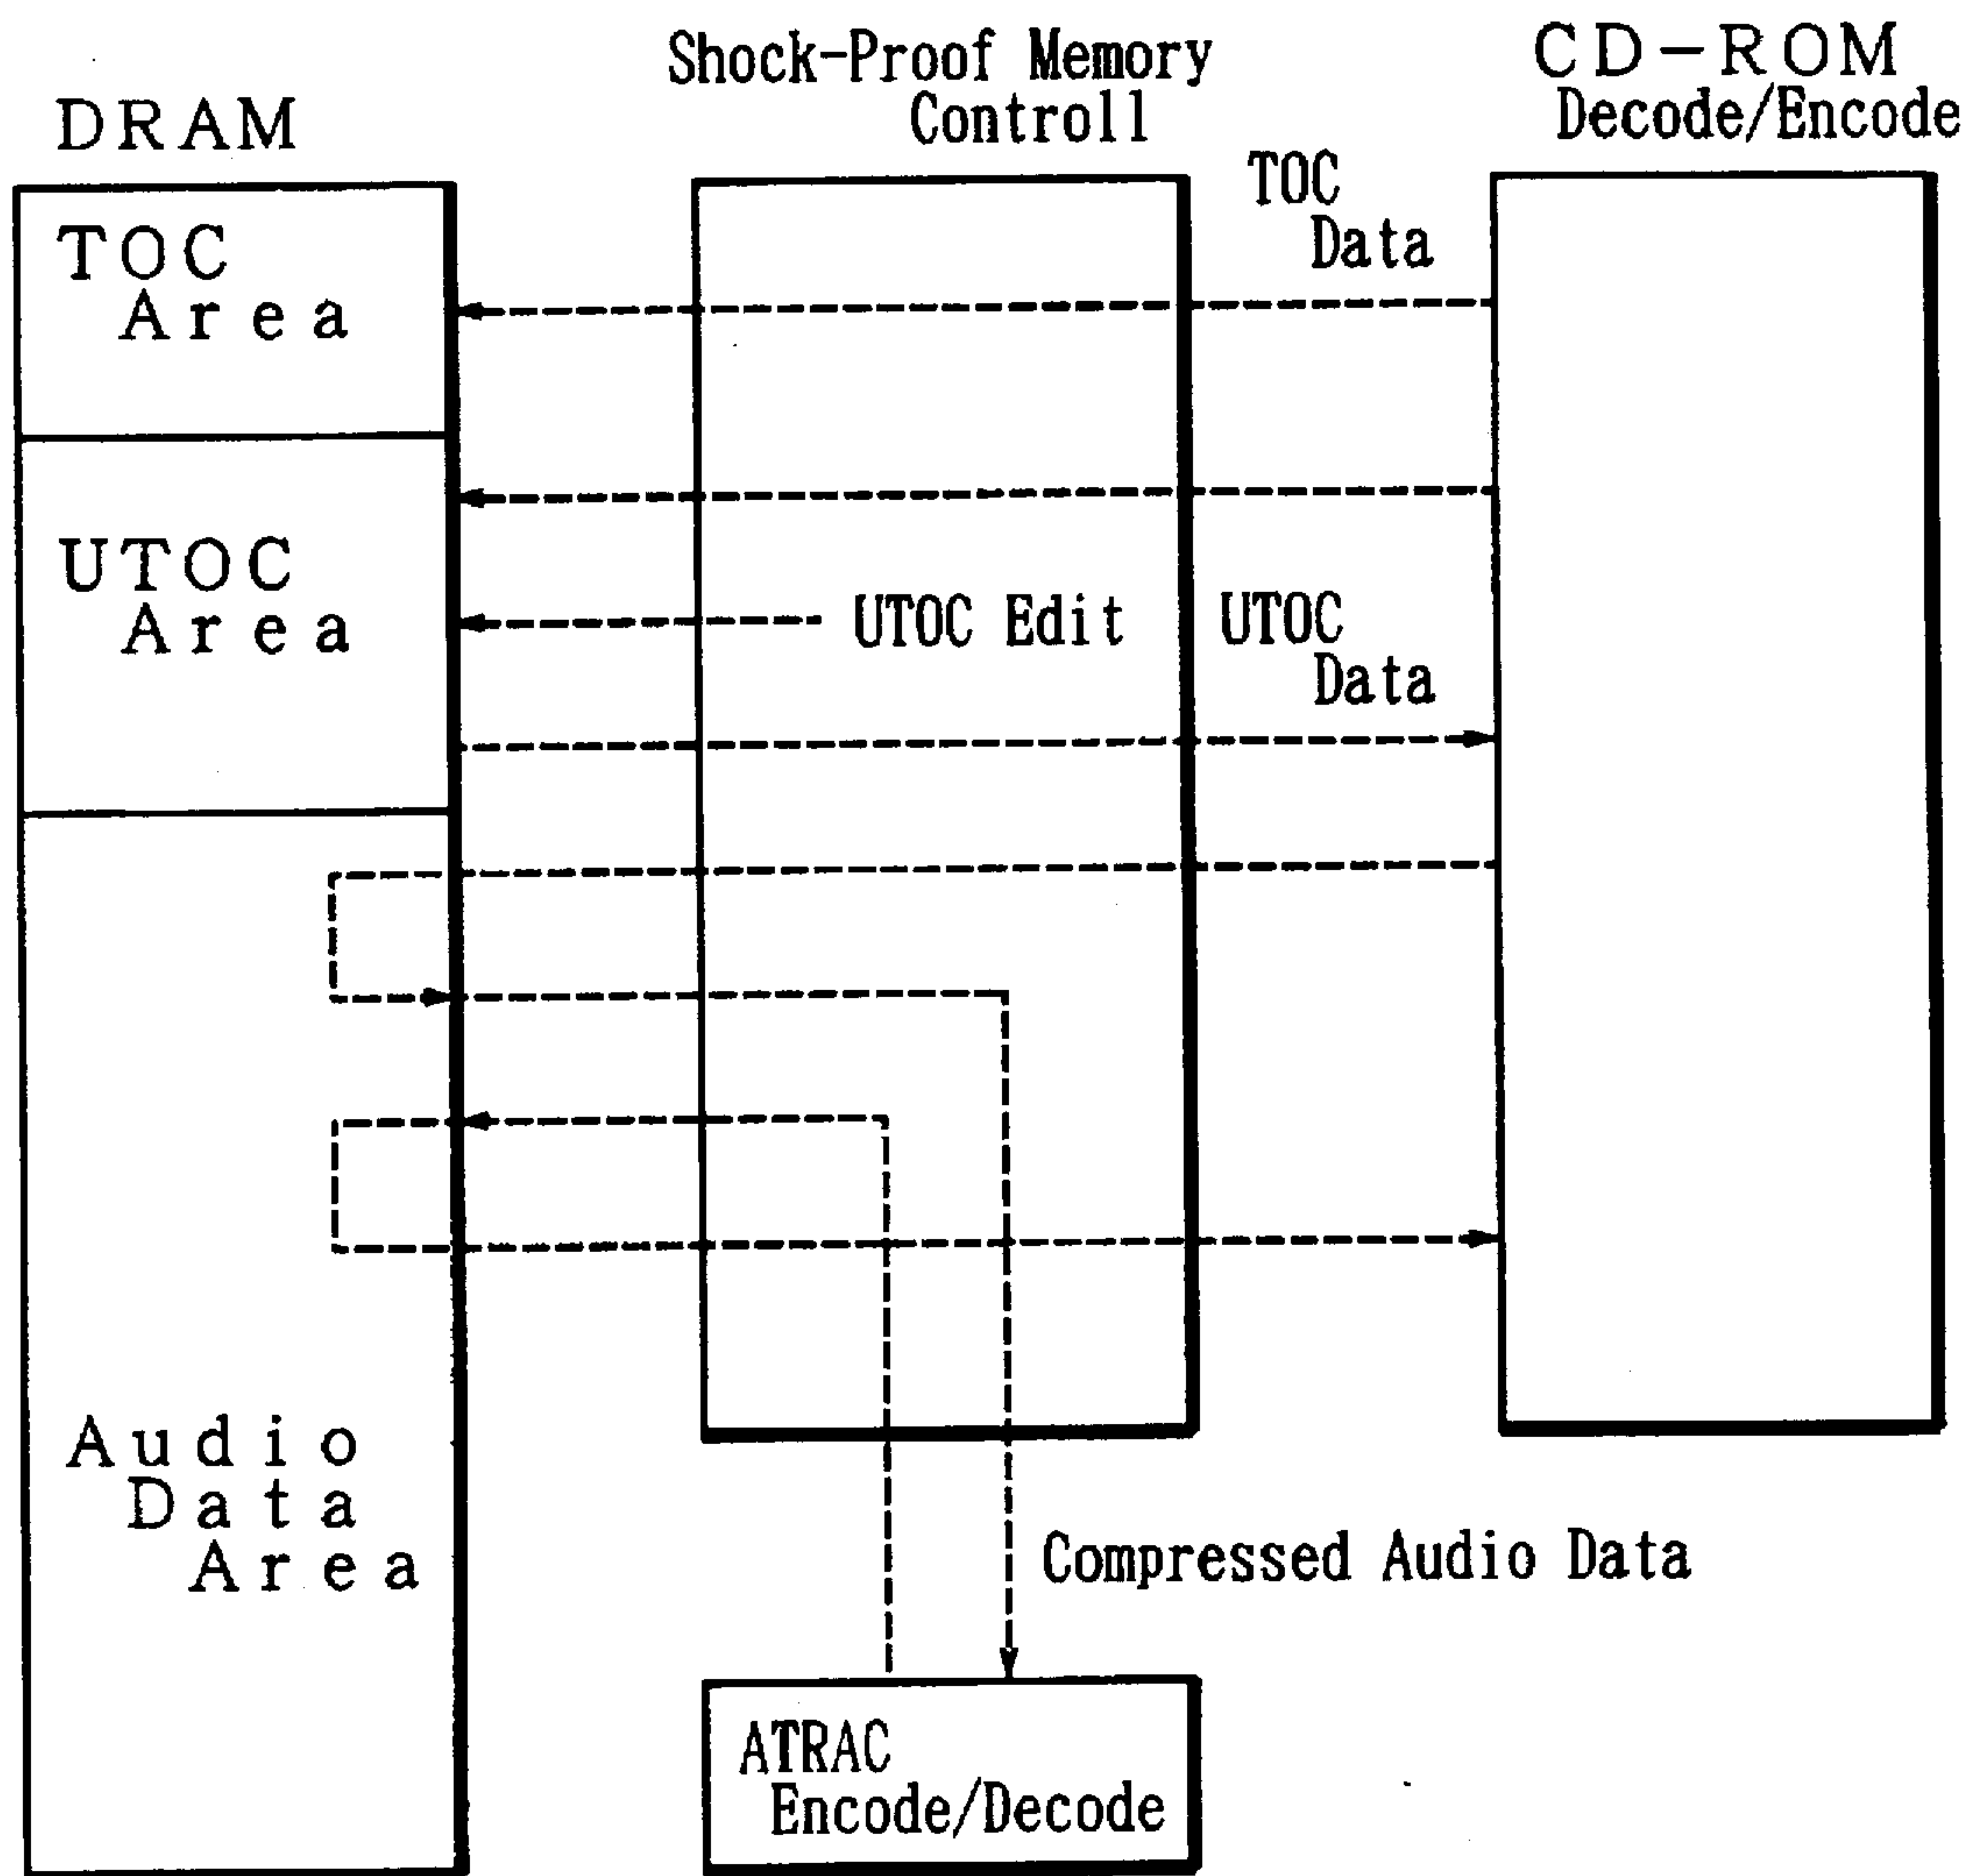 DRAM
Shock-Proof Memory
Controll
CD-ROM
Decode/Encode
TOC
Area
TOC
Data
UTOC
Area
UTOC Edit
UTOC
Data
Audio
Data
Area
Compressed Audio Data
ATRAC
Encode/Decode